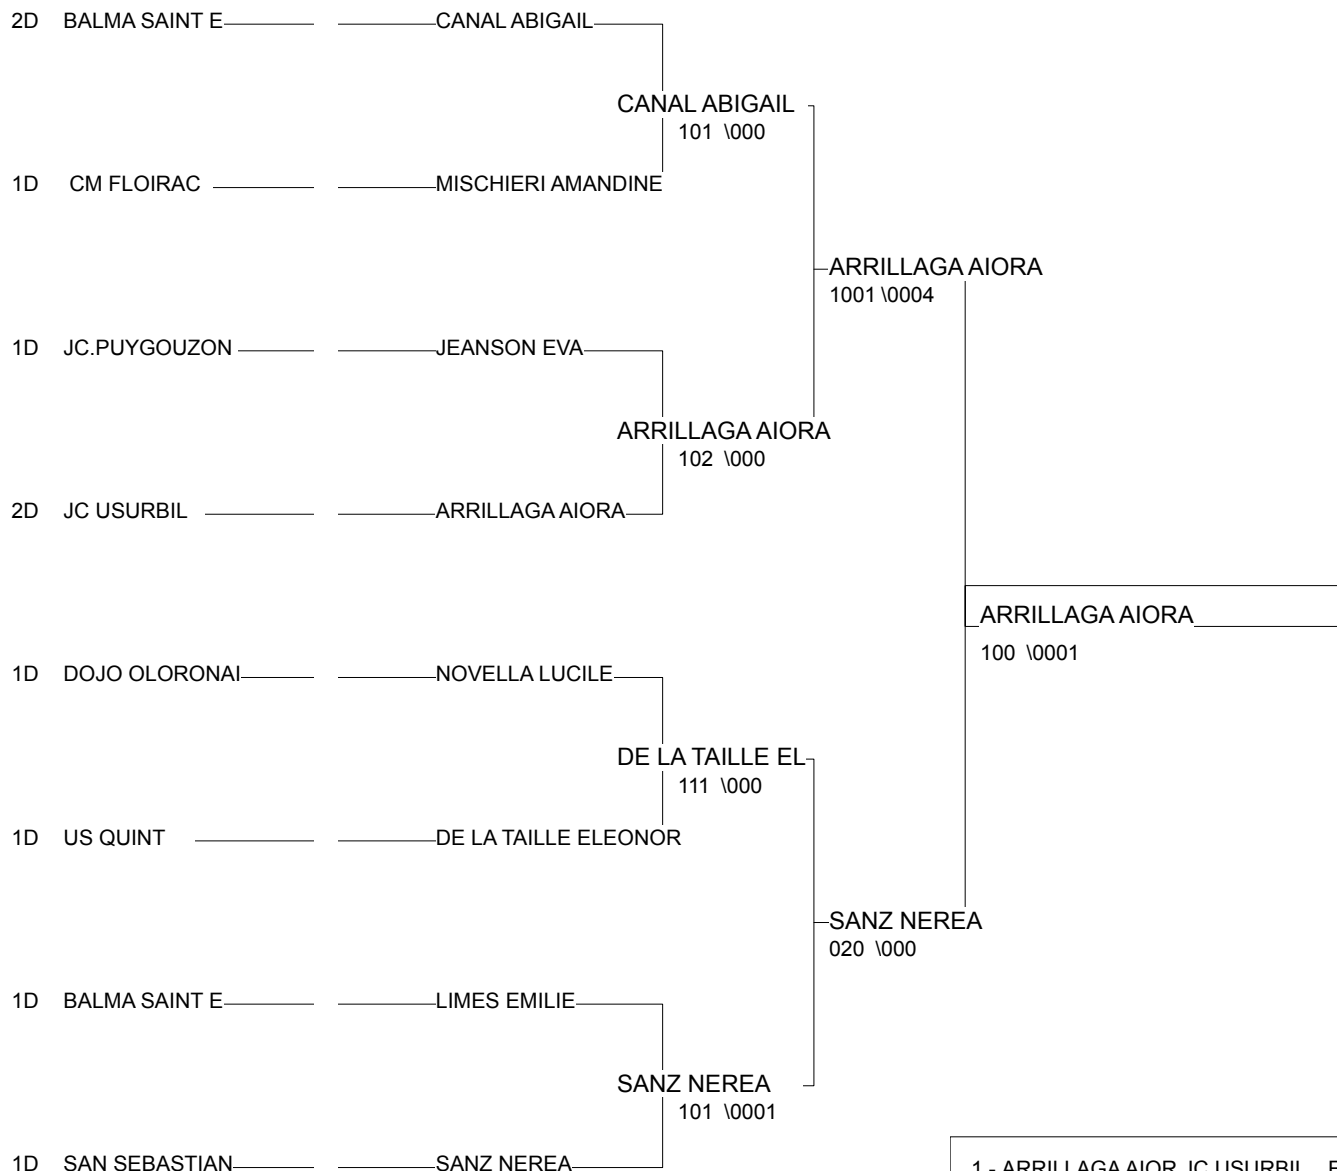 2D BALMA SAINT E CANAL ABIGAIL
CANAL ABIGAIL
101 \000
1D CM FLOIRAC MISCHIERI AMANDINE
ARRILLAGA AIORA
1001 \0004
1D JC.PUYGOUZON JEANSON EVA
ARRILLAGA AIORA
102 \000
2D JC USURBIL ARRILLAGA AIORA
ARRILLAGA AIORA
100 \0001
1D DOJO OLORONAI NOVELLA LUCILE
DE LA TAILLE EL
111 \000
1D US QUINT DE LA TAILLE ELEONOR
SANZ NEREA
020 \000
1D BALMA SAINT E LIMES EMILIE
SANZ NEREA
101 \0001
1D SAN SEBASTIAN SANZ NEREA
1 - ARRILLAGA AIOR JC USURBIL